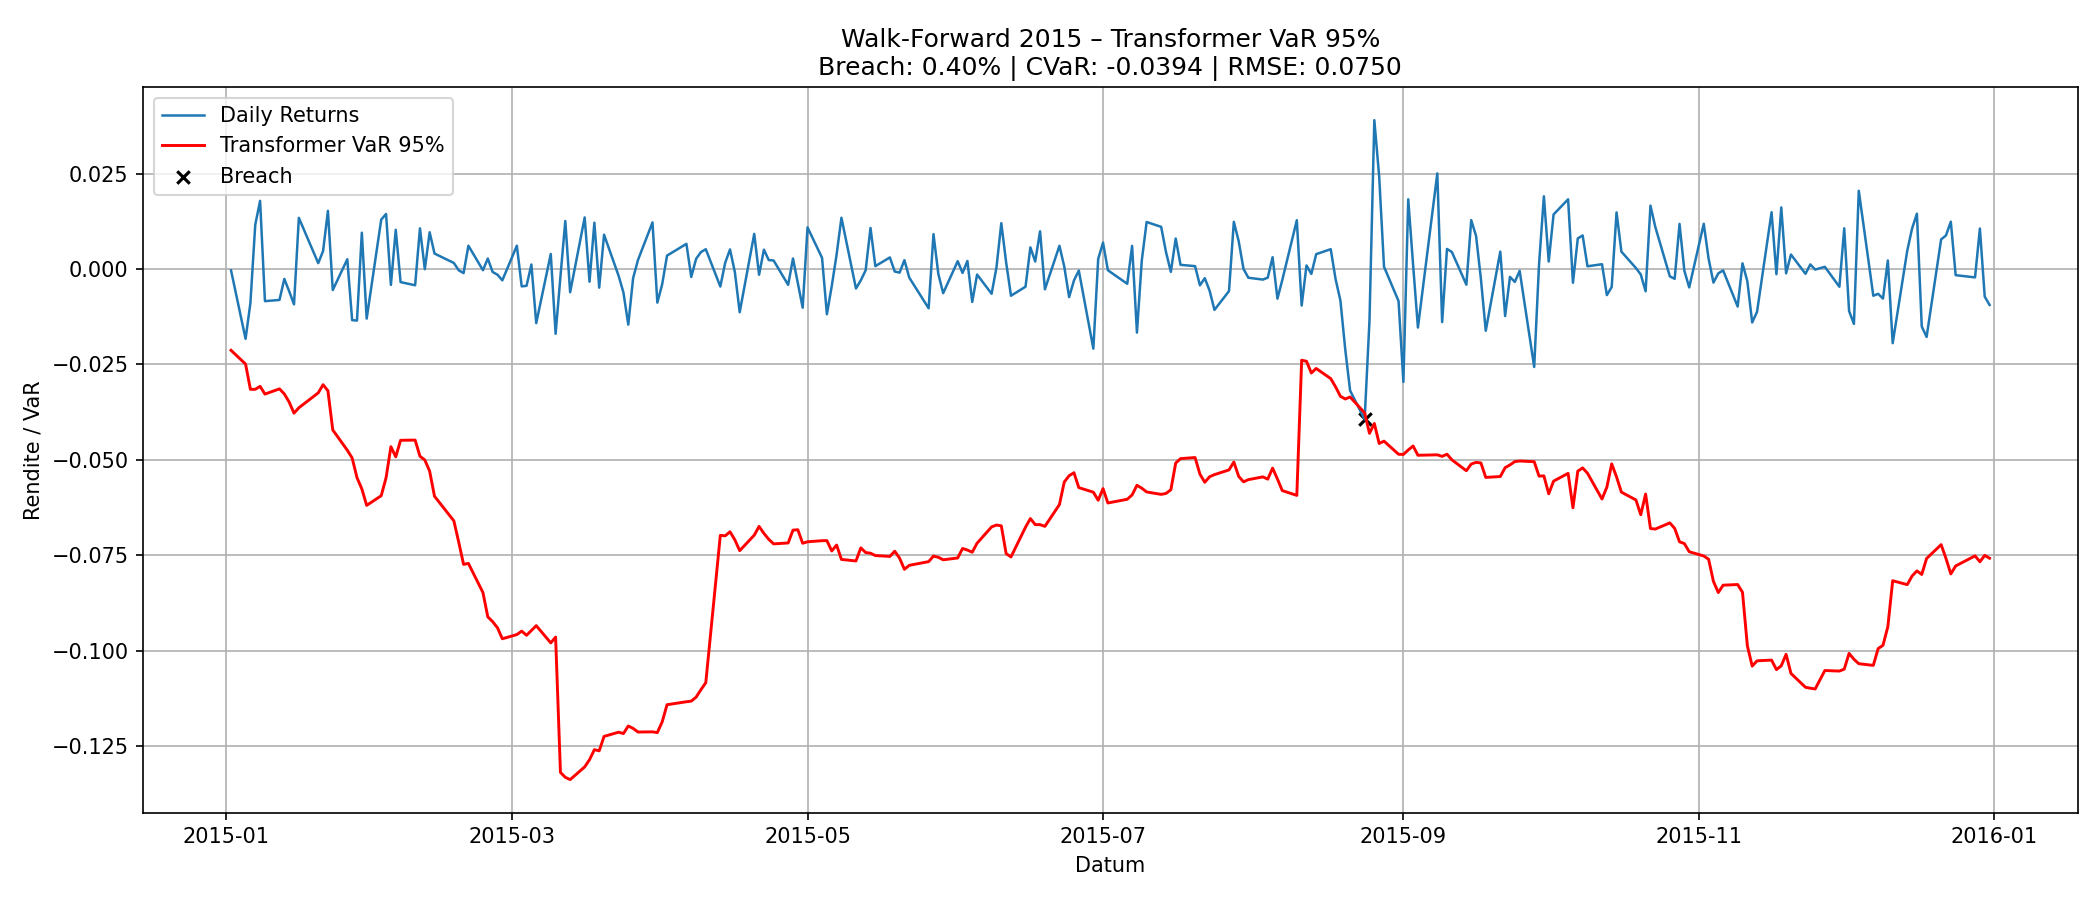 Walk-Forward 2015 – Transformer VaR 95%
Breach: 0.40% | CVaR: -0.0394 | RMSE: 0.0750
Daily Returns
Transformer VaR 95%
Breach
Rendite / VaR
0.025
0.000
−0.025
−0.050
−0.075
−0.100
−0.125
2015-01
2015-03
2015-05
2015-07
2015-09
2015-11
2016-01
Datum